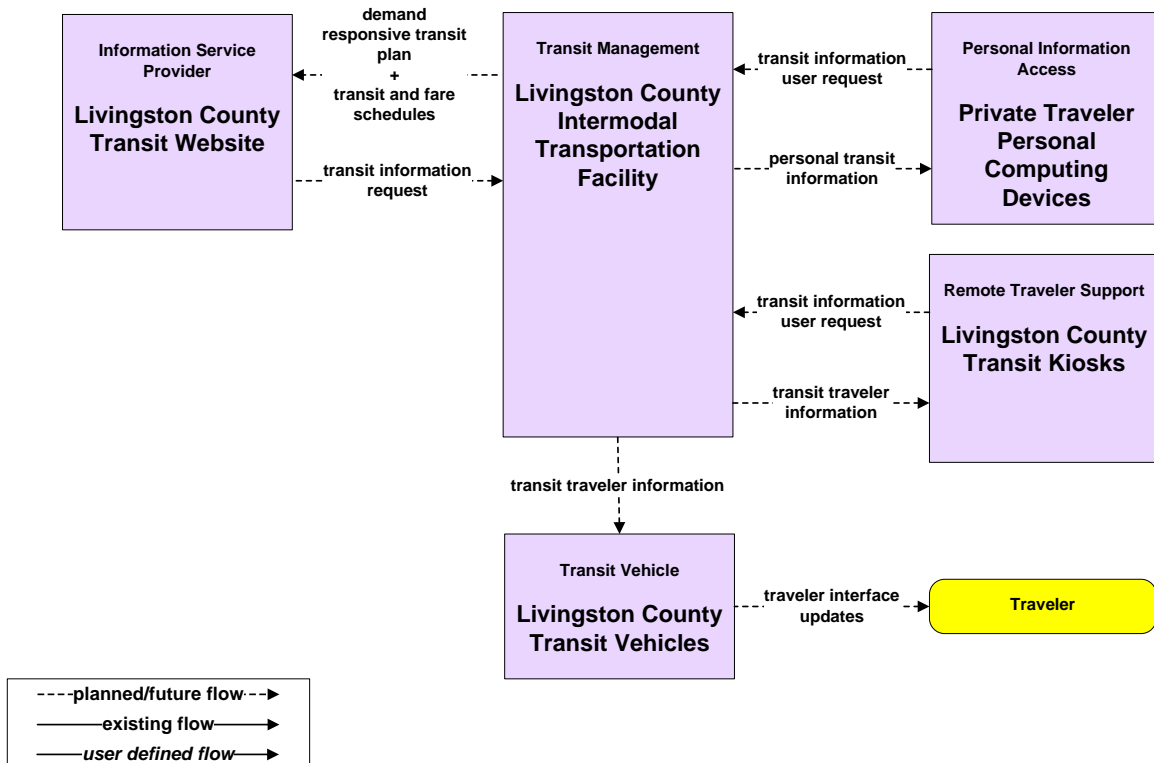 Information Service
Provider
Livingston County
Transit Website
demand
responsive transit
plan
+
transit and fare
schedules
transit information
request
Transit Management
Livingston County
Intermodal
Transportation
Facility
transit information
user request
personal transit
information
Personal Information
Access
Private Traveler
Personal
Computing
Devices
transit information
user request
transit traveler
information
Remote Traveler Support
Livingston County
Transit Kiosks
transit traveler information
Transit Vehicle
Livingston County
Transit Vehicles
traveler interface
updates
Traveler
planned/future flow
existing flow
user defined flow